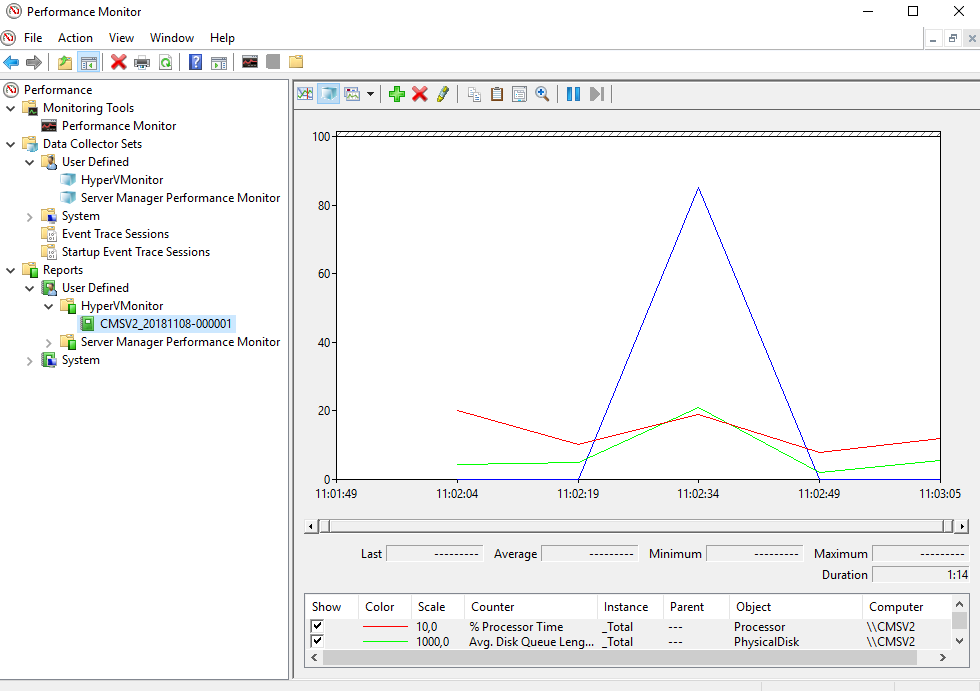 Performance Monitor
File Action View Window Help
Performance
Monitoring Tools
Performance Monitor
Data Collector Sets
User Defined
HyperVMonitor
Server Manager Performance Monitor
System
Event Trace Sessions
Startup Event Trace Sessions
Reports
User Defined
HyperVMonitor
CMSV2_20181108-000001
Server Manager Performance Monitor
System
100
80
60
40
20
0
11:01:49 11:02:04 11:02:19 11:02:34 11:02:49 11:03:05
Last --------- Average --------- Minimum --------- Maximum ---------
Duration 1:14
Show Color Scale Counter Instance Parent Object Computer
10,0 % Processor Time _Total --- Processor \\CMSV2
1000,0 Avg. Disk Queue Leng... _Total --- PhysicalDisk \\CMSV2